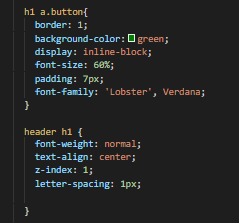 h1 a.button{
border: 1;
background-color: green;
display: inline-block;
font-size: 60%;
padding: 7px;
font-family: 'Lobster', Verdana;
}
header h1 {
font-weight: normal;
text-align: center;
z-index: 1;
letter-spacing: 1px;
}